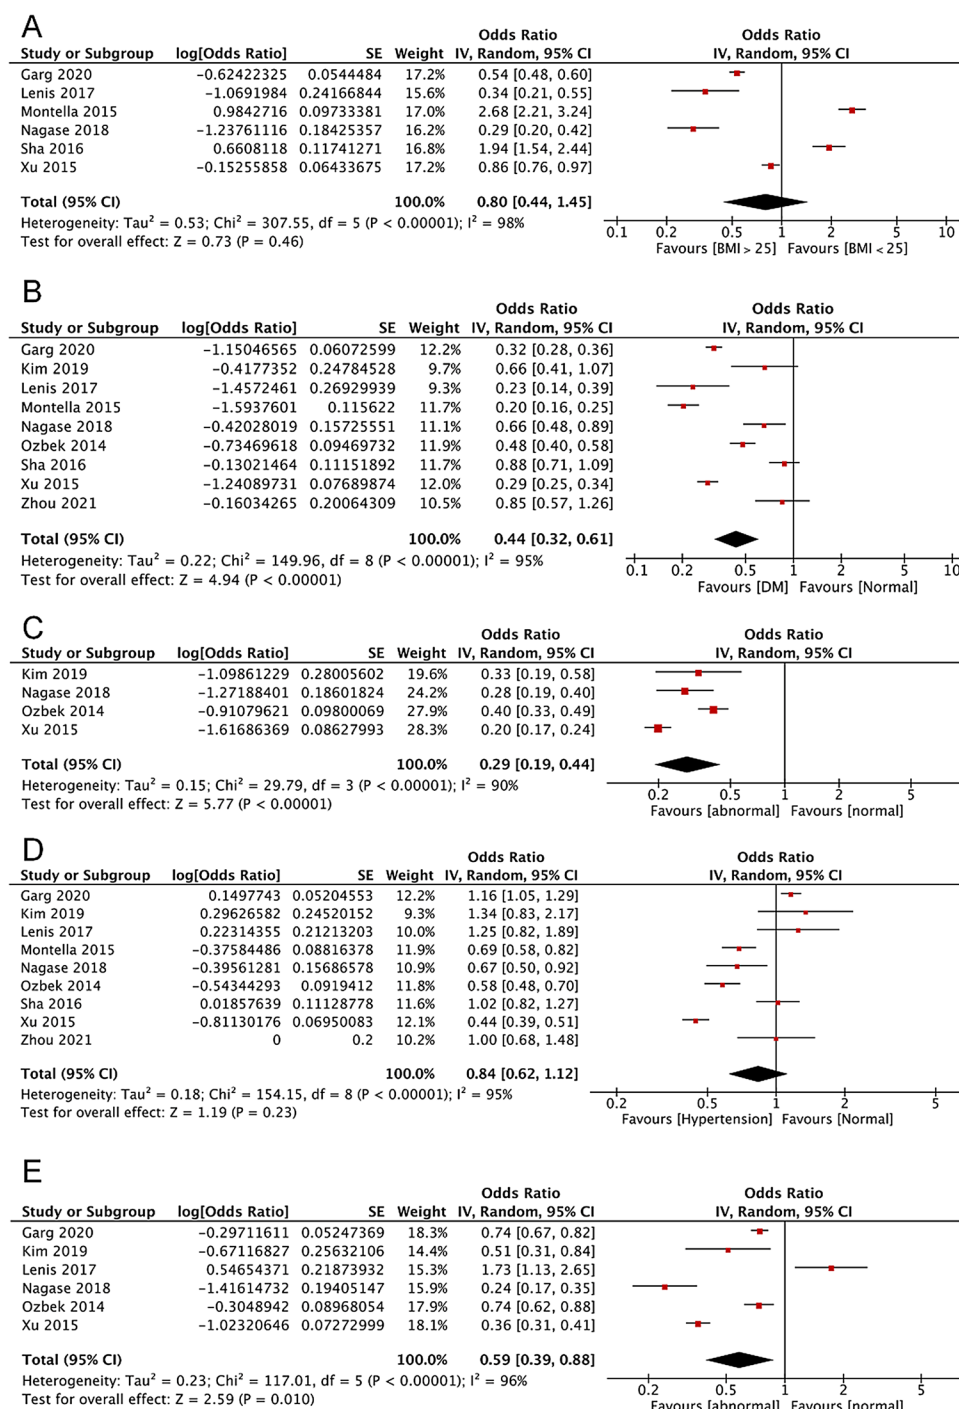 A
Odds Ratio Odds Ratio
Study or Subgroup log[Odds Ratio] SE Weight IV, Random, 95% CI IV, Random, 95% CI
Garg 2020 −0.62422325 0.0544484 17.2% 0.54 [0.48, 0.60]
Lenis 2017 −1.0691984 0.24166844 15.6% 0.34 [0.21, 0.55]
Montella 2015 0.9842716 0.09733381 17.0% 2.68 [2.21, 3.24]
Nagase 2018 −1.23761116 0.18425357 16.2% 0.29 [0.20, 0.42]
Sha 2016 0.6608118 0.11741271 16.8% 1.94 [1.54, 2.44]
Xu 2015 −0.15255858 0.06433675 17.2% 0.86 [0.76, 0.97]
Total (95% CI) 100.0% 0.80 [0.44, 1.45]
Heterogeneity: Tau² = 0.53; Chi² = 307.55, df = 5 (P < 0.00001); I² = 98%
Test for overall effect: Z = 0.73 (P = 0.46)
0.1 0.2 0.5 1 2 5 10
Favours [BMI > 25] Favours [BMI < 25]
B
Odds Ratio Odds Ratio
Study or Subgroup log[Odds Ratio] SE Weight IV, Random, 95% CI IV, Random, 95% CI
Garg 2020 −1.15046565 0.06072599 12.2% 0.32 [0.28, 0.36]
Kim 2019 −0.4177352 0.24784528 9.7% 0.66 [0.41, 1.07]
Lenis 2017 −1.4572461 0.26929939 9.3% 0.23 [0.14, 0.39]
Montella 2015 −1.5937601 0.115622 11.7% 0.20 [0.16, 0.25]
Nagase 2018 −0.42028019 0.15725551 11.1% 0.66 [0.48, 0.89]
Ozbek 2014 −0.73469618 0.09469732 11.9% 0.48 [0.40, 0.58]
Sha 2016 −0.13021464 0.11151892 11.7% 0.88 [0.71, 1.09]
Xu 2015 −1.24089731 0.07689874 12.0% 0.29 [0.25, 0.34]
Zhou 2021 −0.16034265 0.20064309 10.5% 0.85 [0.57, 1.26]
Total (95% CI) 100.0% 0.44 [0.32, 0.61]
Heterogeneity: Tau² = 0.22; Chi² = 149.96, df = 8 (P < 0.00001); I² = 95%
Test for overall effect: Z = 4.94 (P < 0.00001)
0.1 0.2 0.5 1 2 5 10
Favours [DM] Favours [Normal]
C
Odds Ratio Odds Ratio
Study or Subgroup log[Odds Ratio] SE Weight IV, Random, 95% CI IV, Random, 95% CI
Kim 2019 −1.09861229 0.28005602 19.6% 0.33 [0.19, 0.58]
Nagase 2018 −1.27188401 0.18601824 24.2% 0.28 [0.19, 0.40]
Ozbek 2014 −0.91079621 0.09800069 27.9% 0.40 [0.33, 0.49]
Xu 2015 −1.61686369 0.08627993 28.3% 0.20 [0.17, 0.24]
Total (95% CI) 100.0% 0.29 [0.19, 0.44]
Heterogeneity: Tau² = 0.15; Chi² = 29.79, df = 3 (P < 0.00001); I² = 90%
Test for overall effect: Z = 5.77 (P < 0.00001)
0.2 0.5 1 2 5
Favours [abnormal] Favours [normal]
D
Odds Ratio Odds Ratio
Study or Subgroup log[Odds Ratio] SE Weight IV, Random, 95% CI IV, Random, 95% CI
Garg 2020 0.1497743 0.05204553 12.2% 1.16 [1.05, 1.29]
Kim 2019 0.29626582 0.24520152 9.3% 1.34 [0.83, 2.17]
Lenis 2017 0.22314355 0.21213203 10.0% 1.25 [0.82, 1.89]
Montella 2015 −0.37584486 0.08816378 11.9% 0.69 [0.58, 0.82]
Nagase 2018 −0.39561281 0.15686578 10.9% 0.67 [0.50, 0.92]
Ozbek 2014 −0.54344293 0.0919412 11.8% 0.58 [0.48, 0.70]
Sha 2016 0.01857639 0.11128778 11.6% 1.02 [0.82, 1.27]
Xu 2015 −0.81130176 0.06950083 12.1% 0.44 [0.39, 0.51]
Zhou 2021 0 0.2 10.2% 1.00 [0.68, 1.48]
Total (95% CI) 100.0% 0.84 [0.62, 1.12]
Heterogeneity: Tau² = 0.18; Chi² = 154.15, df = 8 (P < 0.00001); I² = 95%
Test for overall effect: Z = 1.19 (P = 0.23)
0.2 0.5 1 2 5
Favours [Hypertension] Favours [Normal]
E
Odds Ratio Odds Ratio
Study or Subgroup log[Odds Ratio] SE Weight IV, Random, 95% CI IV, Random, 95% CI
Garg 2020 −0.29711611 0.05247369 18.3% 0.74 [0.67, 0.82]
Kim 2019 −0.67116827 0.25632106 14.4% 0.51 [0.31, 0.84]
Lenis 2017 0.54654371 0.21873932 15.3% 1.73 [1.13, 2.65]
Nagase 2018 −1.41614732 0.19405147 15.9% 0.24 [0.17, 0.35]
Ozbek 2014 −0.3048942 0.08968054 17.9% 0.74 [0.62, 0.88]
Xu 2015 −1.02320646 0.07272999 18.1% 0.36 [0.31, 0.41]
Total (95% CI) 100.0% 0.59 [0.39, 0.88]
Heterogeneity: Tau² = 0.23; Chi² = 117.01, df = 5 (P < 0.00001); I² = 96%
Test for overall effect: Z = 2.59 (P = 0.010)
0.2 0.5 1 2 5
Favours [abnormal] Favours [normal]